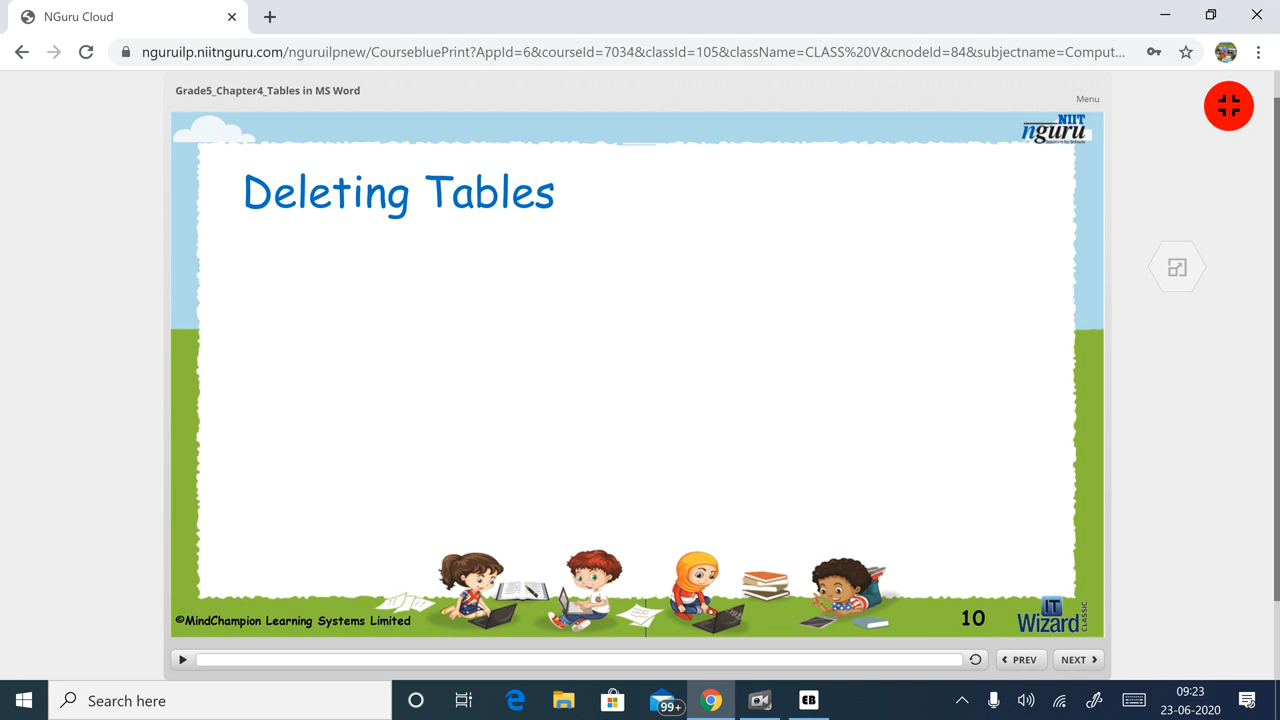 NGuru Cloud
nguruilp.niitnguru.com/nguruilpnew/CoursebluePrint?AppId=6&courseId=7034&classId=105&className=CLASS%20V&cnodeId=84&subjectname=Comput...
Grade5_Chapter4_Tables in MS Word
Menu
NIIT
nguru
Deleting Tables
©MindChampion Learning Systems Limited
10
IT
Wizard
CLASSIC
PREV
NEXT
Search here
99+
EB
09:23
23-06-2020